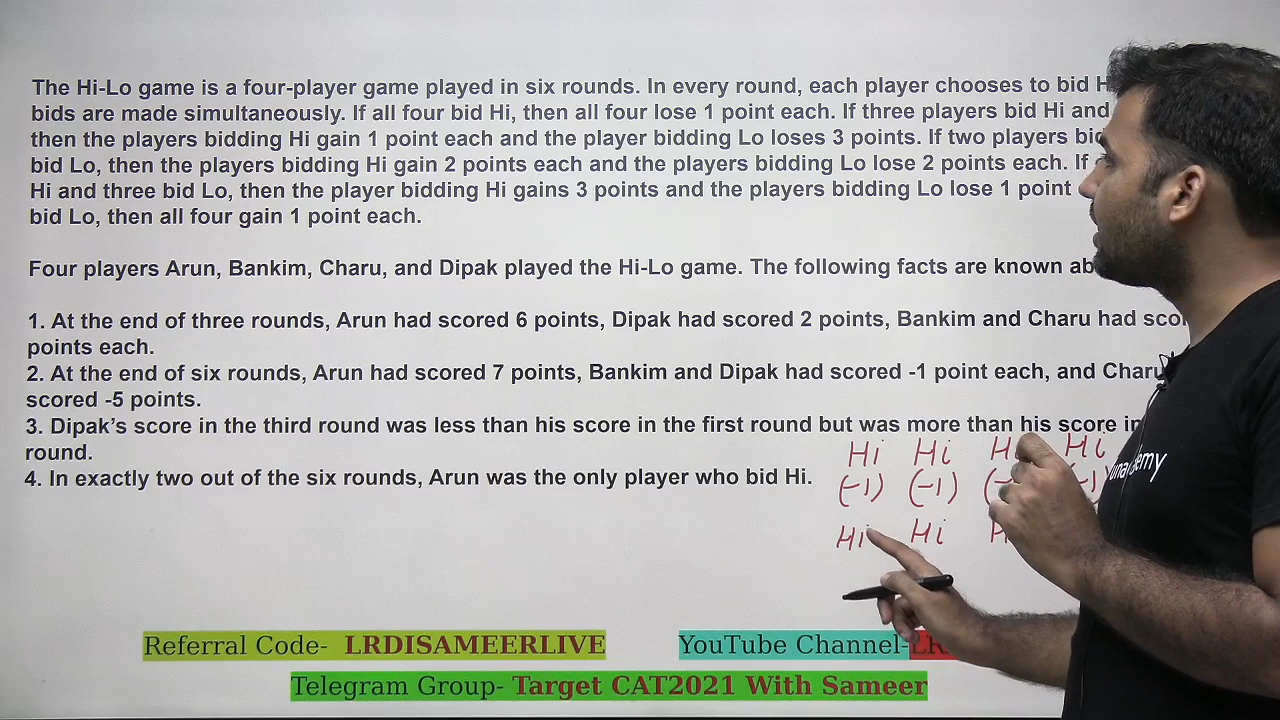 The Hi-Lo game is a four-player game played in six rounds. In every round, each player chooses to bid H
bids are made simultaneously. If all four bid Hi, then all four lose 1 point each. If three players bid Hi and
then the players bidding Hi gain 1 point each and the player bidding Lo loses 3 points. If two players bid
bid Lo, then the players bidding Hi gain 2 points each and the players bidding Lo lose 2 points each. If
Hi and three bid Lo, then the player bidding Hi gains 3 points and the players bidding Lo lose 1 point
bid Lo, then all four gain 1 point each.
Four players Arun, Bankim, Charu, and Dipak played the Hi-Lo game. The following facts are known ab
1. At the end of three rounds, Arun had scored 6 points, Dipak had scored 2 points, Bankim and Charu had scor
points each.
2. At the end of six rounds, Arun had scored 7 points, Bankim and Dipak had scored -1 point each, and Charu
scored -5 points.
3. Dipak's score in the third round was less than his score in the first round but was more than his score in
round.
4. In exactly two out of the six rounds, Arun was the only player who bid Hi.
Hi Hi H Hi
(-1) (-1) (- -1)
Hi Hi H
unacademy
Referral Code- LRDISAMEERLIVE YouTube Channel-LR
Telegram Group- Target CAT2021 With Sameer